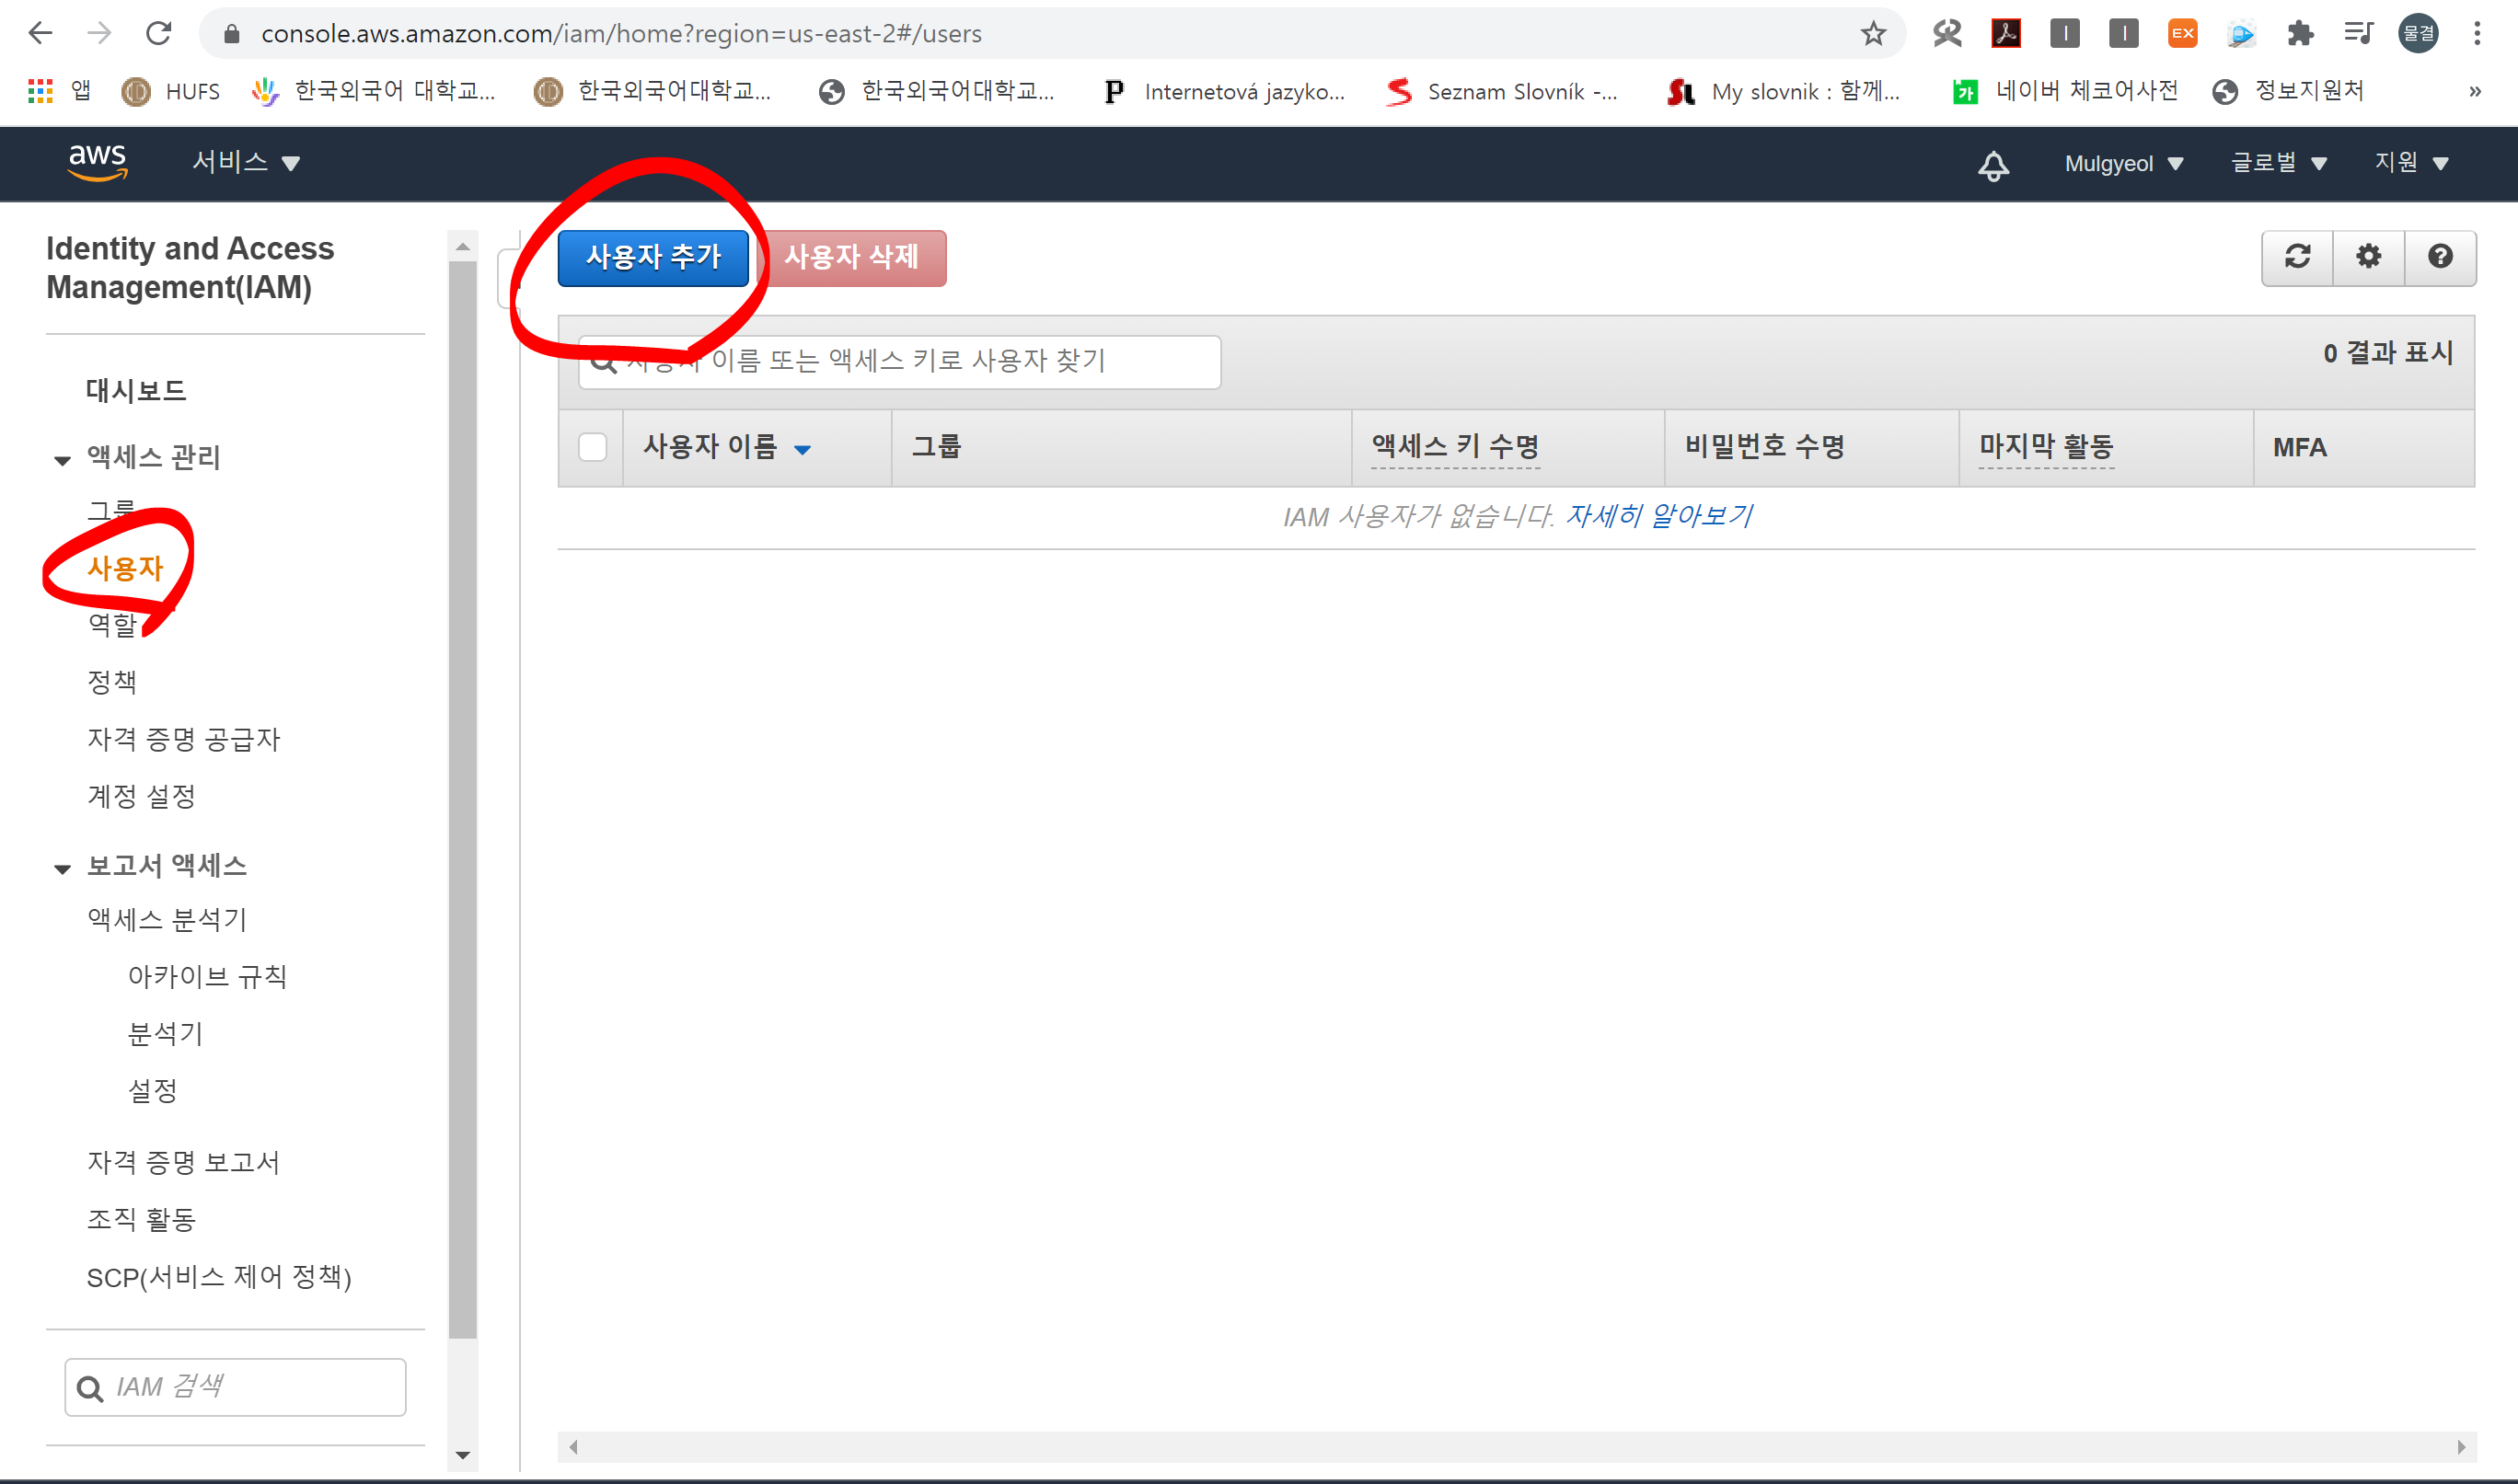 console.aws.amazon.com/iam/home?region=us-east-2#/users
EX
물결
앱
HUFS
한국외국어 대학교...
한국외국어대학교...
한국외국어대학교...
Internetová jazyko...
Seznam Slovník -...
My slovnik : 함께...
네이버 체코어사전
정보지원처
»
aws
서비스
Mulgyeol
글로벌
지원
Identity and Access
Management(IAM)
대시보드
액세스 관리
그룹
사용자
역할
정책
자격 증명 공급자
계정 설정
보고서 액세스
액세스 분석기
아카이브 규칙
분석기
설정
자격 증명 보고서
조직 활동
SCP(서비스 제어 정책)
IAM 검색
사용자 추가
사용자 삭제
사용자 이름 또는 액세스 키로 사용자 찾기
0 결과 표시
사용자 이름
그룹
액세스 키 수명
비밀번호 수명
마지막 활동
MFA
IAM 사용자가 없습니다. 자세히 알아보기